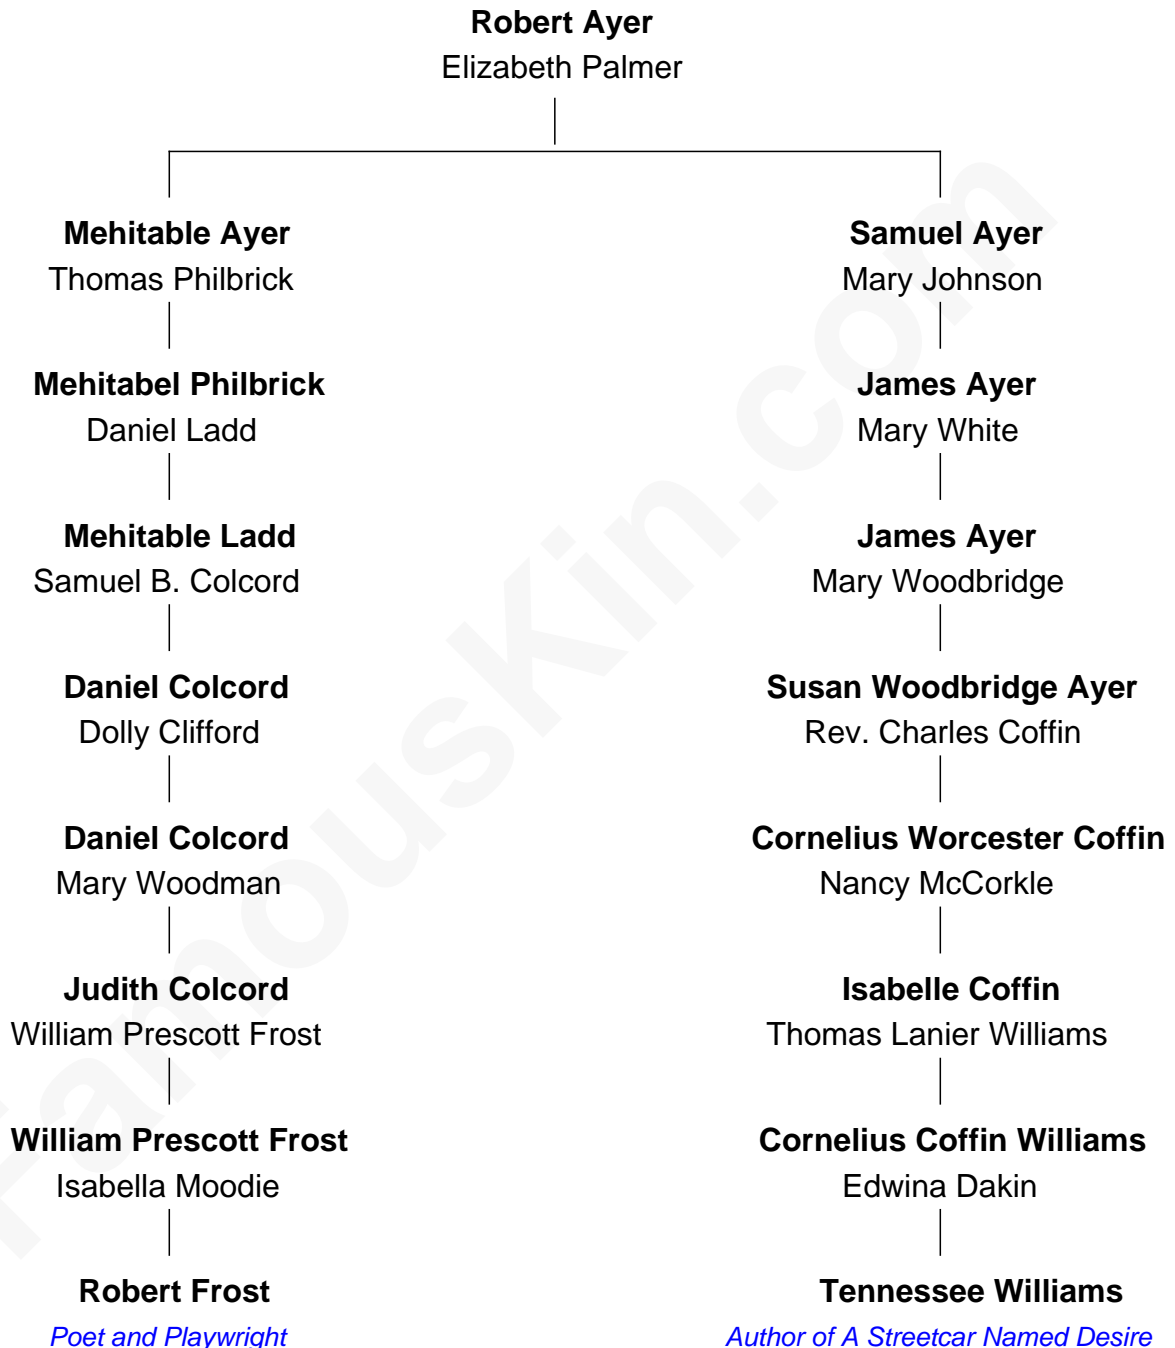 Robert Ayer
Elizabeth Palmer
Mehitable Ayer
Thomas Philbrick
Samuel Ayer
Mary Johnson
Mehitabel Philbrick
Daniel Ladd
James Ayer
Mary White
Mehitable Ladd
Samuel B. Colcord
James Ayer
Mary Woodbridge
Daniel Colcord
Dolly Clifford
Susan Woodbridge Ayer
Rev. Charles Coffin
Daniel Colcord
Mary Woodman
Cornelius Worcester Coffin
Nancy McCorkle
Judith Colcord
William Prescott Frost
Isabelle Coffin
Thomas Lanier Williams
William Prescott Frost
Isabella Moodie
Cornelius Coffin Williams
Edwina Dakin
Robert Frost
Poet and Playwright
Tennessee Williams
Author of A Streetcar Named Desire
FamousKin.com